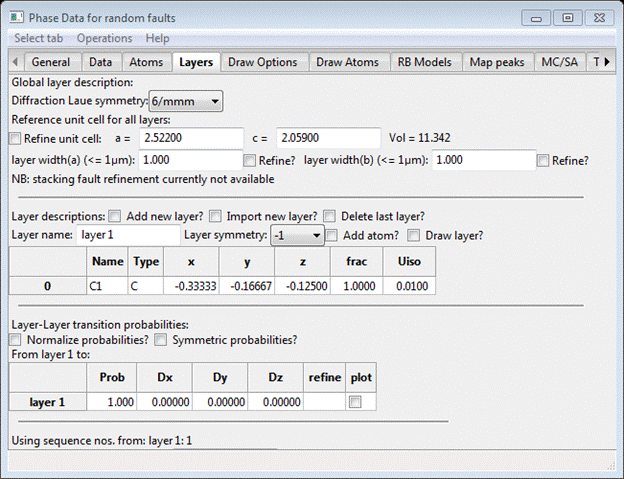 Phase Data for random faults
Select tab Operations Help
General Data Atoms Layers Draw Options Draw Atoms RB Models Map peaks MC/SA T
Global layer description:
Diffraction Laue symmetry: 6/mmm
Reference unit cell for all layers:
Refine unit cell: a = 2.52200 c = 2.05900 Vol = 11.342
layer width(a) (<= 1µm): 1.000 Refine? layer width(b) (<= 1µm): 1.000 Refine?
NB: stacking fault refinement currently not available
Layer descriptions: Add new layer? Import new layer? Delete last layer?
Layer name: layer 1 Layer symmetry: -1 Add atom? Draw layer?
Name Type x y z frac Uiso
0 C1 C -0.33333 -0.16667 -0.12500 1.0000 0.0100
Layer-Layer transition probabilities:
Normalize probabilities? Symmetric probabilities?
From layer 1 to:
Prob Dx Dy Dz refine plot
layer 1 1.000 0.00000 0.00000 0.00000
Using sequence nos. from: layer 1: 1